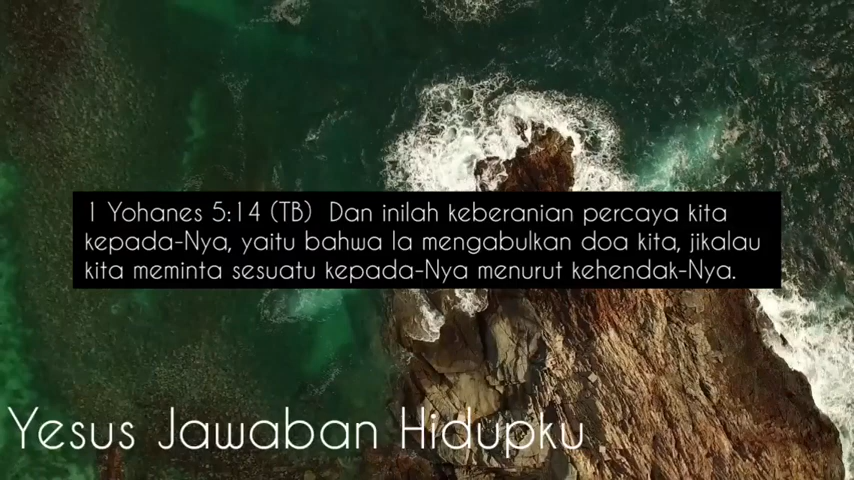 1 Yohanes 5:14 (TB) Dan inilah keberanian percaya kita
kepada-Nya, yaitu bahwa Ia mengabulkan doa kita, jikalau
kita meminta sesuatu kepada-Nya menurut kehendak-Nya.
Yesus Jawaban Hidupku